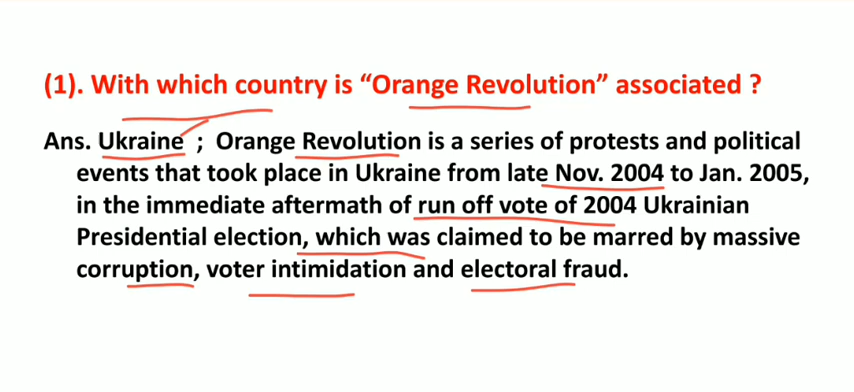 (1). With which country is “Orange Revolution” associated ?
Ans. Ukraine ; Orange Revolution is a series of protests and political
events that took place in Ukraine from late Nov. 2004 to Jan. 2005,
in the immediate aftermath of run off vote of 2004 Ukrainian
Presidential election, which was claimed to be marred by massive
corruption, voter intimidation and electoral fraud.